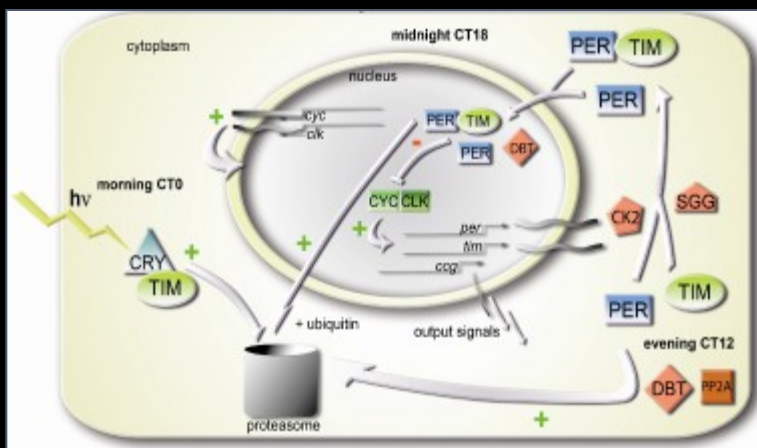 cytoplasm
midnight CT18
PER TIM
nucleus
PER
+ cyc
clk
PER TIM
-
PER DBT
morning CT0
hν
CYC CLK
+
per
tim
ccg
CK2
SGG
CRY
TIM
+
+
PER
TIM
+ ubiquitin
output signals
evening CT12
DBT PP2A
proteasome
+